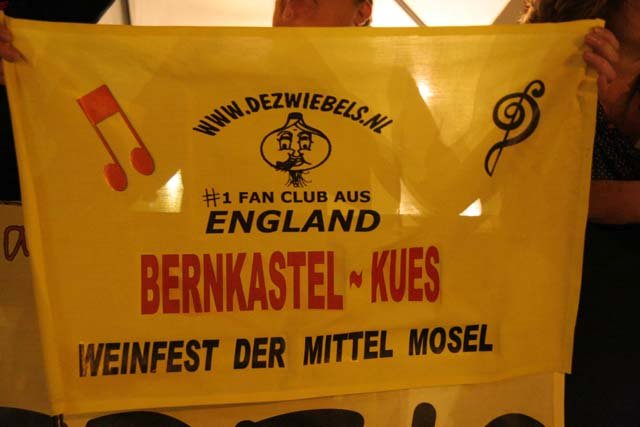 WWW.DEZWIEBELS.NL
#1 FAN CLUB AUS
ENGLAND
BERNKASTEL ~ KUES
WEINFEST DER MITTEL MOSEL